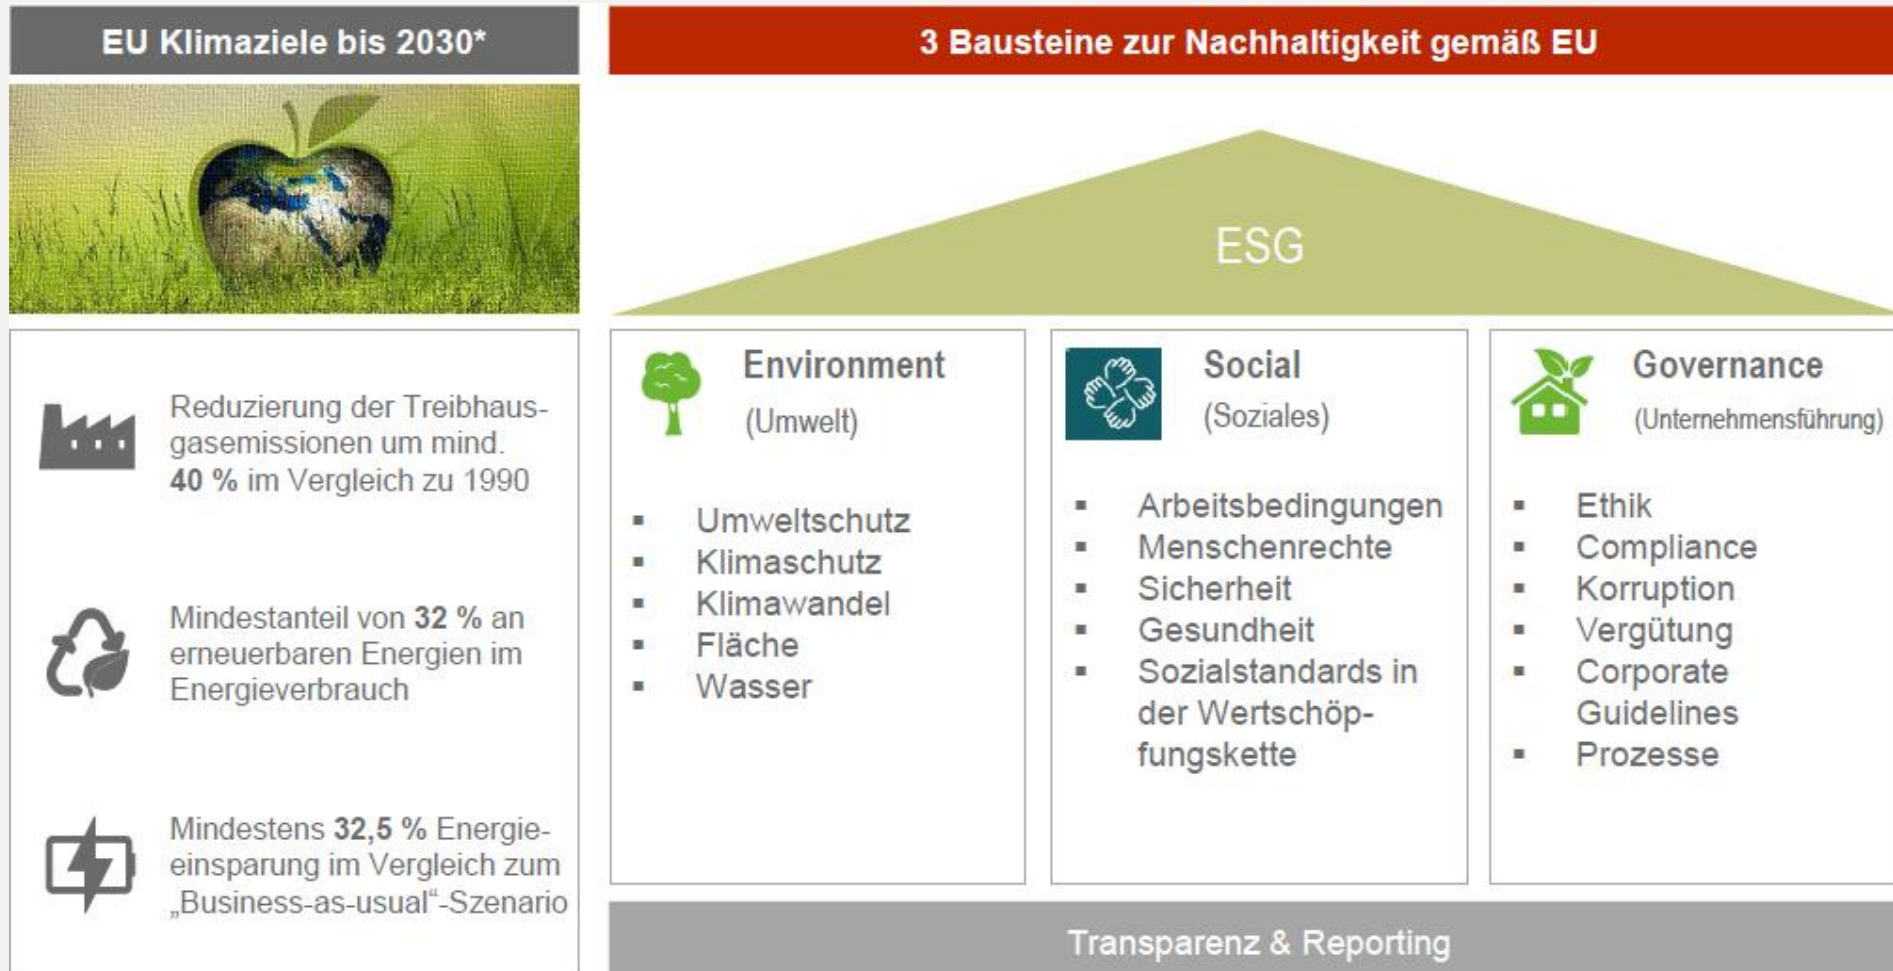 EU Klimaziele bis 2030*
Reduzierung der Treibhaus-
gasemissionen um mind.
40 % im Vergleich zu 1990
Mindestanteil von 32 % an
erneuerbaren Energien im
Energieverbrauch
Mindestens 32,5 % Energie-
einsparung im Vergleich zum
„Business-as-usual“-Szenario
3 Bausteine zur Nachhaltigkeit gemäß EU
ESG
Environment
(Umwelt)
▪ Umweltschutz
▪ Klimaschutz
▪ Klimawandel
▪ Fläche
▪ Wasser
Social
(Soziales)
▪ Arbeitsbedingungen
▪ Menschenrechte
▪ Sicherheit
▪ Gesundheit
▪ Sozialstandards in
der Wertschöp-
fungskette
Governance
(Unternehmensführung)
▪ Ethik
▪ Compliance
▪ Korruption
▪ Vergütung
▪ Corporate
Guidelines
▪ Prozesse
Transparenz & Reporting